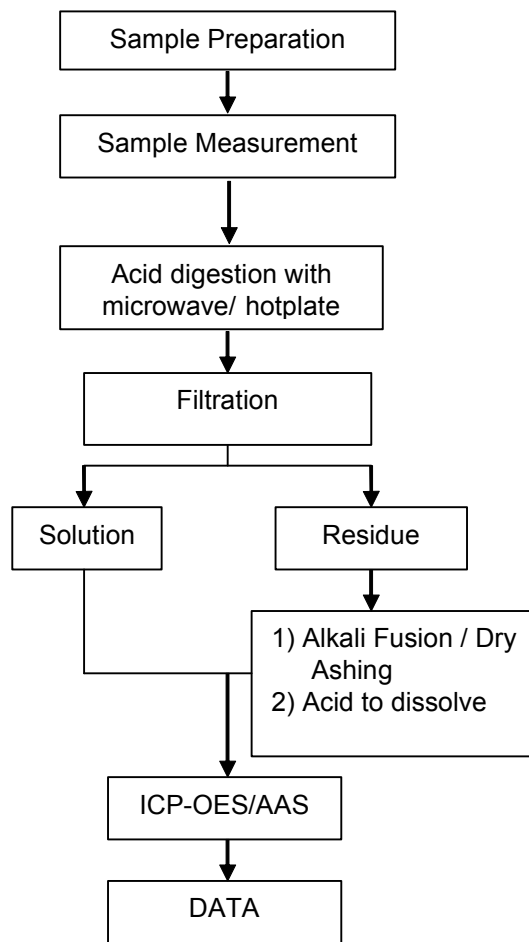 Sample Preparation
Sample Measurement
Acid digestion with
microwave/ hotplate
Filtration
Solution
Residue
1) Alkali Fusion / Dry
Ashing
2) Acid to dissolve
ICP-OES/AAS
DATA